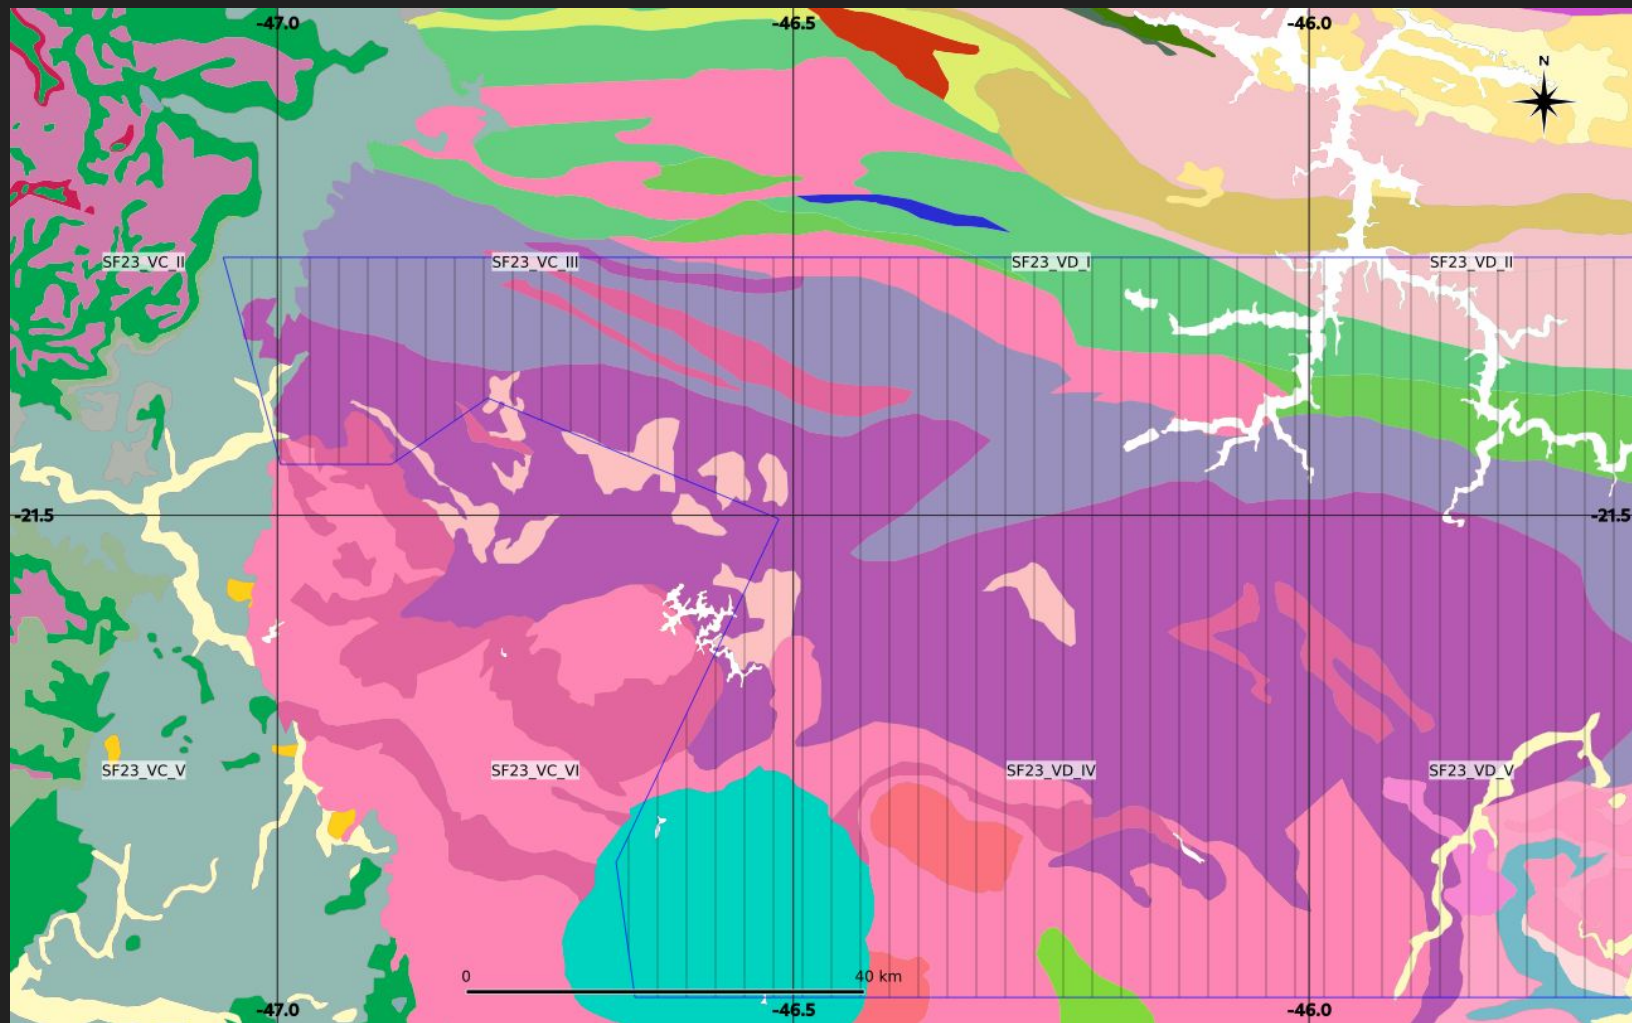 -47.0 -46.5 -46.0
N
SF23_VC_II SF23_VC_III SF23_VD_I SF23_VD_II
-21.5 -21.5
SF23_VC_V SF23_VC_VI SF23_VD_IV SF23_VD_V
0 40 km
-47.0 -46.5 -46.0